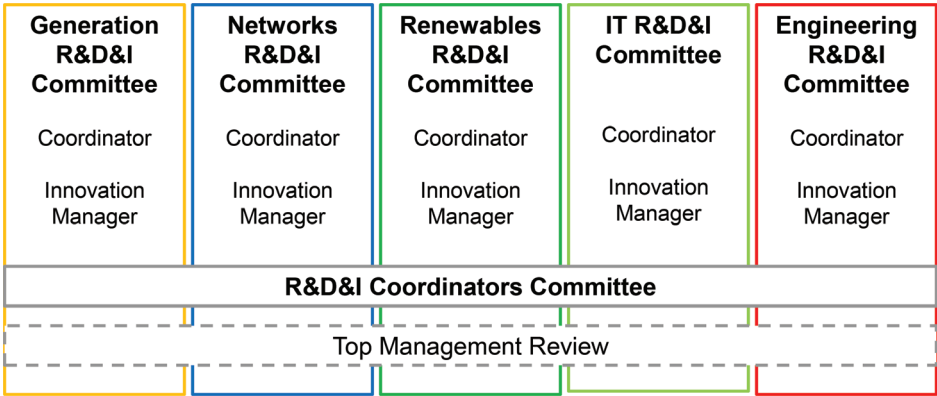 Generation
R&D&I
Committee
Coordinator
Innovation
Manager
Networks
R&D&I
Committee
Coordinator
Innovation
Manager
Renewables
R&D&I
Committee
Coordinator
Innovation
Manager
IT R&D&I
Committee
Coordinator
Innovation
Manager
Engineering
R&D&I
Committee
Coordinator
Innovation
Manager
R&D&I Coordinators Committee
Top Management Review